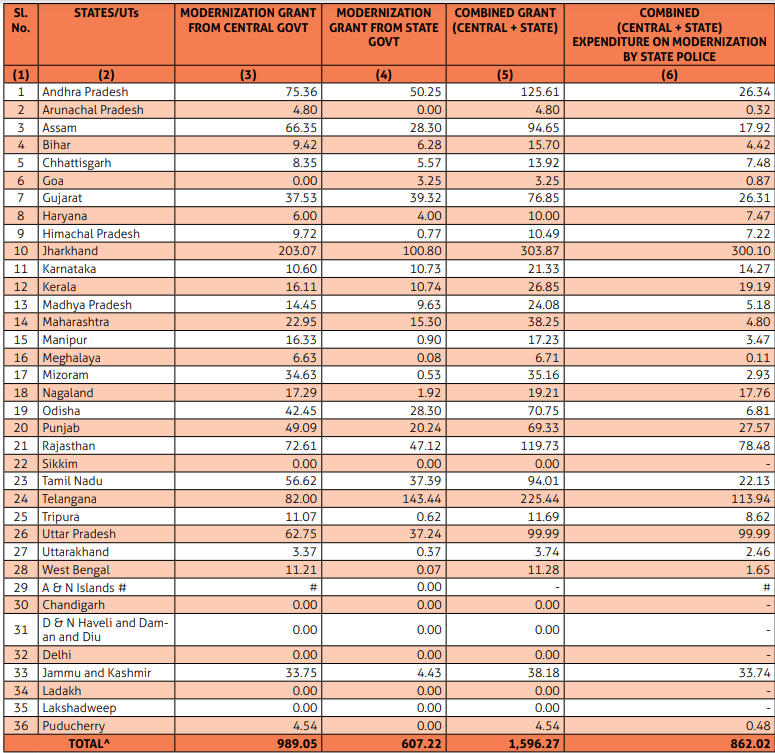 SL. No. STATES/UTs MODERNIZATION GRANT FROM CENTRAL GOVT MODERNIZATION GRANT FROM STATE GOVT COMBINED GRANT (CENTRAL + STATE) COMBINED (CENTRAL + STATE) EXPENDITURE ON MODERNIZATION BY STATE POLICE
(1) (2) (3) (4) (5) (6)
1 Andhra Pradesh 75.36 50.25 125.61 26.34
2 Arunachal Pradesh 4.80 0.00 4.80 0.32
3 Assam 66.35 28.30 94.65 17.92
4 Bihar 9.42 6.28 15.70 4.42
5 Chhattisgarh 8.35 5.57 13.92 7.48
6 Goa 0.00 3.25 3.25 0.87
7 Gujarat 37.53 39.32 76.85 26.31
8 Haryana 6.00 4.00 10.00 7.47
9 Himachal Pradesh 9.72 0.77 10.49 7.22
10 Jharkhand 203.07 100.80 303.87 300.10
11 Karnataka 10.60 10.73 21.33 14.27
12 Kerala 16.11 10.74 26.85 19.19
13 Madhya Pradesh 14.45 9.63 24.08 5.18
14 Maharashtra 22.95 15.30 38.25 4.80
15 Manipur 16.33 0.90 17.23 3.47
16 Meghalaya 6.63 0.08 6.71 0.11
17 Mizoram 34.63 0.53 35.16 2.93
18 Nagaland 17.29 1.92 19.21 17.76
19 Odisha 42.45 28.30 70.75 6.81
20 Punjab 49.09 20.24 69.33 27.57
21 Rajasthan 72.61 47.12 119.73 78.48
22 Sikkim 0.00 0.00 0.00 -
23 Tamil Nadu 56.62 37.39 94.01 22.13
24 Telangana 82.00 143.44 225.44 113.94
25 Tripura 11.07 0.62 11.69 8.62
26 Uttar Pradesh 62.75 37.24 99.99 99.99
27 Uttarakhand 3.37 0.37 3.74 2.46
28 West Bengal 11.21 0.07 11.28 1.65
29 A & N Islands # # 0.00 - #
30 Chandigarh 0.00 0.00 0.00 -
31 D & N Haveli and Dam-
an and Diu 0.00 0.00 0.00 -
32 Delhi 0.00 0.00 0.00 -
33 Jammu and Kashmir 33.75 4.43 38.18 33.74
34 Ladakh 0.00 0.00 0.00 -
35 Lakshadweep 0.00 0.00 0.00 -
36 Puducherry 4.54 0.00 4.54 0.48
TOTAL^ 989.05 607.22 1,596.27 862.02